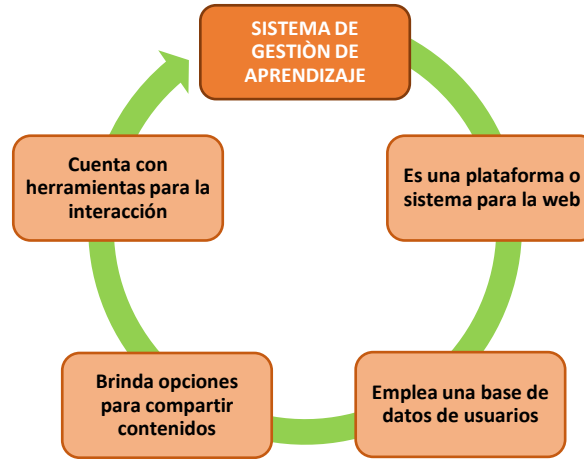 SISTEMA DE
GESTIÒN DE
APRENDIZAJE
Es una plataforma o
sistema para la web
Emplea una base de
datos de usuarios
Brinda opciones
para compartir
contenidos
Cuenta con
herramientas para la
interacción